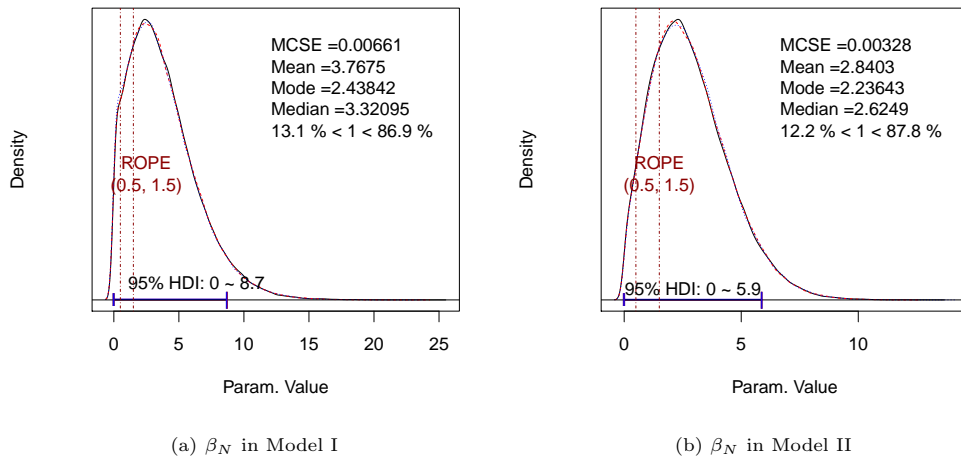 MCSE=0.00661
Mean =3.7675
Mode =2.43842
Median =3.32095
13.1 % < 1 < 86.9 %
Density
ROPE
(0.5, 1.5)
95% HDI: 0 ~ 8.7
0 5 10 15 20 25
Param. Value
(a) β_N in Model I
MCSE=0.00328
Mean =2.8403
Mode =2.23643
Median =2.6249
12.2 % < 1 < 87.8 %
Density
ROPE
(0.5, 1.5)
95% HDI: 0 ~ 5.9
0 5 10
Param. Value
(b) β_N in Model II